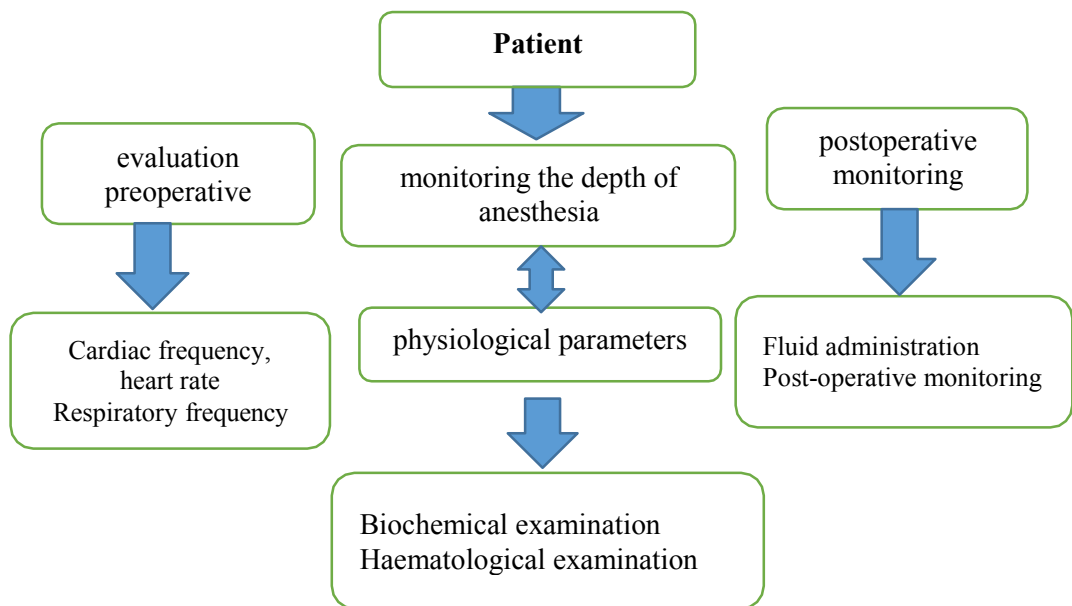 Patient
evaluation
preoperative
monitoring the depth of
anesthesia
postoperative
monitoring
Cardiac frequency,
heart rate
Respiratory frequency
physiological parameters
Fluid administration
Post-operative monitoring
Biochemical examination
Haematological examination